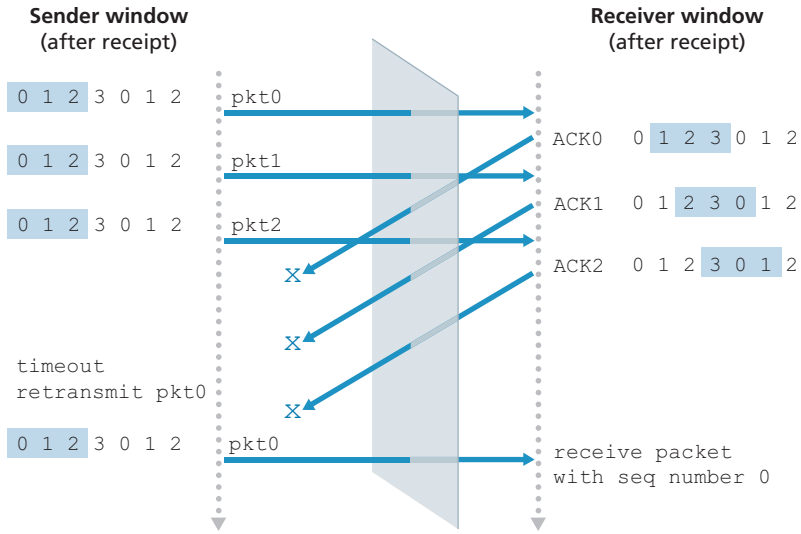 Sender window
(after receipt)
Receiver window
(after receipt)
0 1 2 3 0 1 2
pkt0
ACK0 0 1 2 3 0 1 2
0 1 2 3 0 1 2
pkt1
ACK1 0 1 2 3 0 1 2
0 1 2 3 0 1 2
pkt2
ACK2 0 1 2 3 0 1 2
X
X
timeout
retransmit pkt0
X
0 1 2 3 0 1 2
pkt0
receive packet
with seq number 0